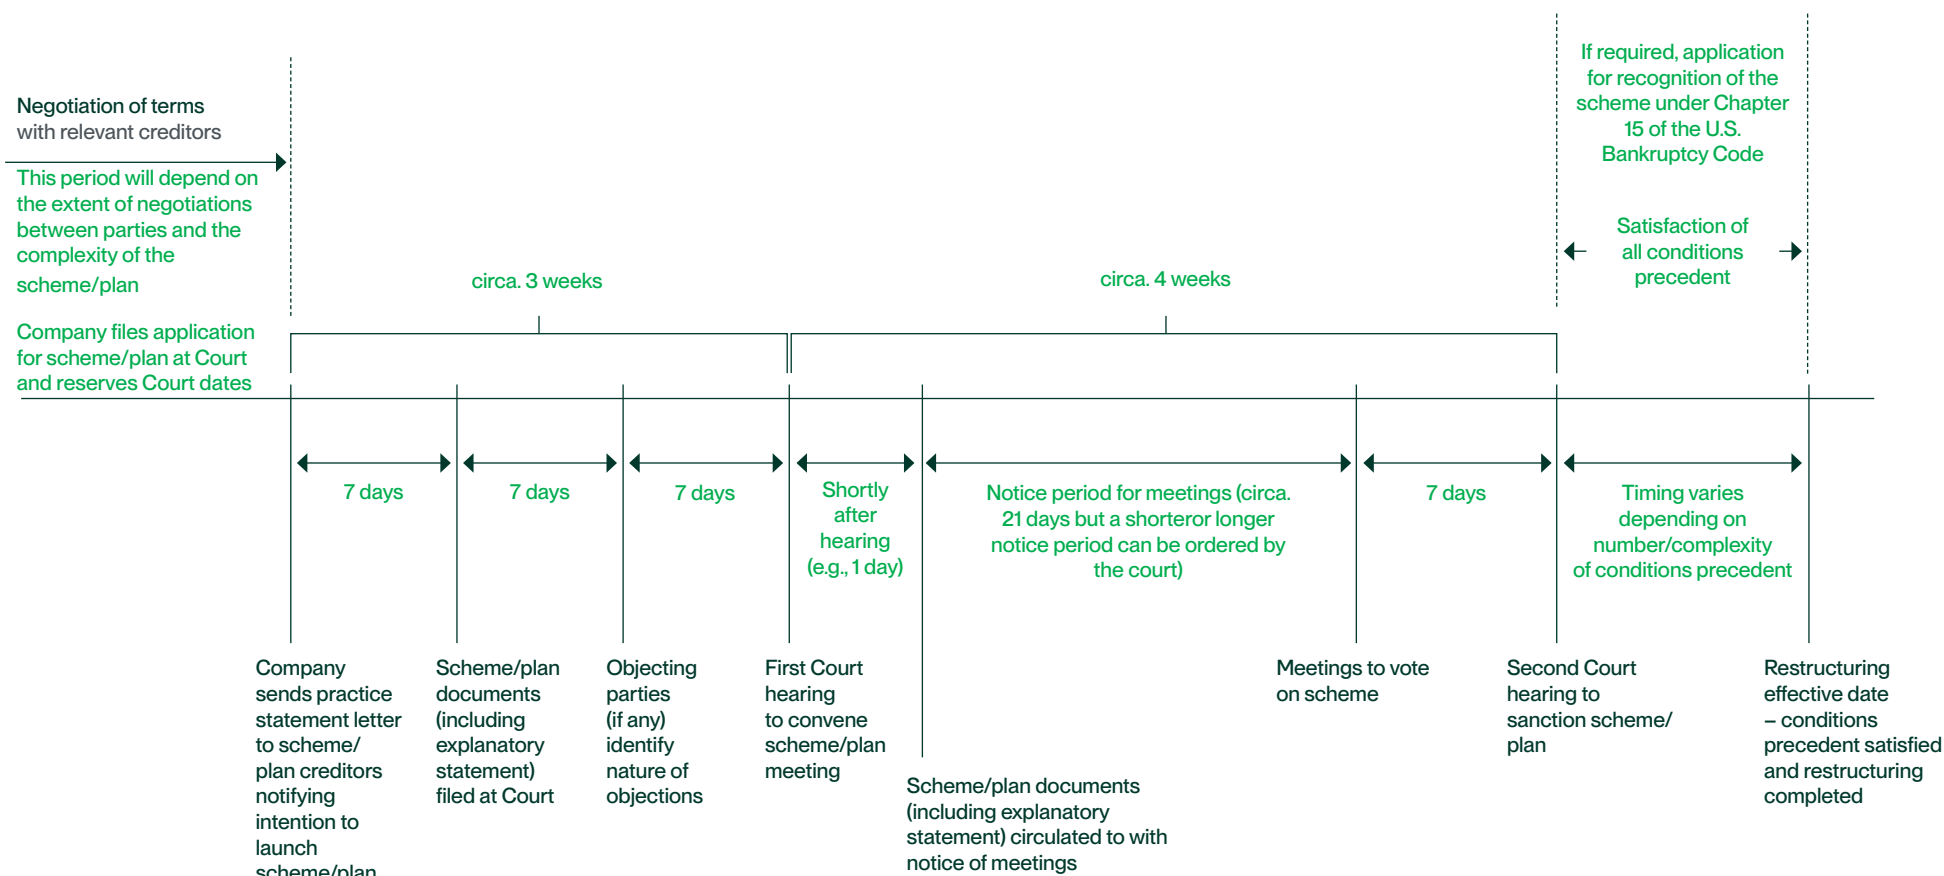 Negotiation of terms
with relevant creditors
This period will depend on
the extent of negotiations
between parties and the
complexity of the
scheme/plan
Company files application
for scheme/plan at Court
and reserves Court dates
circa. 3 weeks
circa. 4 weeks
If required, application
for recognition of the
scheme under Chapter
15 of the U.S.
Bankruptcy Code
Satisfaction of
all conditions
precedent
7 days
7 days
7 days
Shortly
after
hearing
(e.g., 1 day)
Notice period for meetings (circa.
21 days but a shorteror longer
notice period can be ordered by
the court)
7 days
Timing varies
depending on
number/complexity
of conditions precedent
Company
sends practice
statement letter
to scheme/
plan creditors
notifying
intention to
launch
scheme/plan
Scheme/plan
documents
(including
explanatory
statement)
filed at Court
Objecting
parties
(if any)
identify
nature of
objections
First Court
hearing
to convene
scheme/plan
meeting
Scheme/plan documents
(including explanatory
statement) circulated to with
notice of meetings
Meetings to vote
on scheme
Second Court
hearing to
sanction scheme/
plan
Restructuring
effective date
– conditions
precedent satisfied
and restructuring
completed